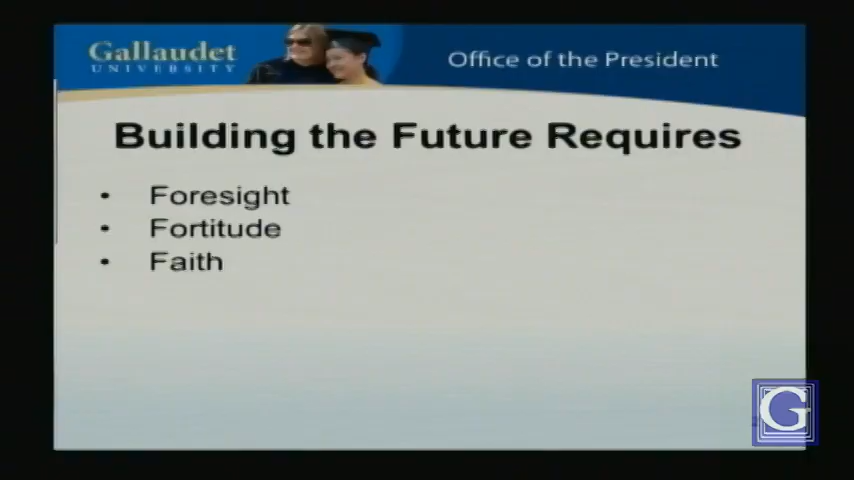 Gallaudet
UNIVERSITY
Office of the President
Building the Future Requires
• Foresight
• Fortitude
• Faith
G